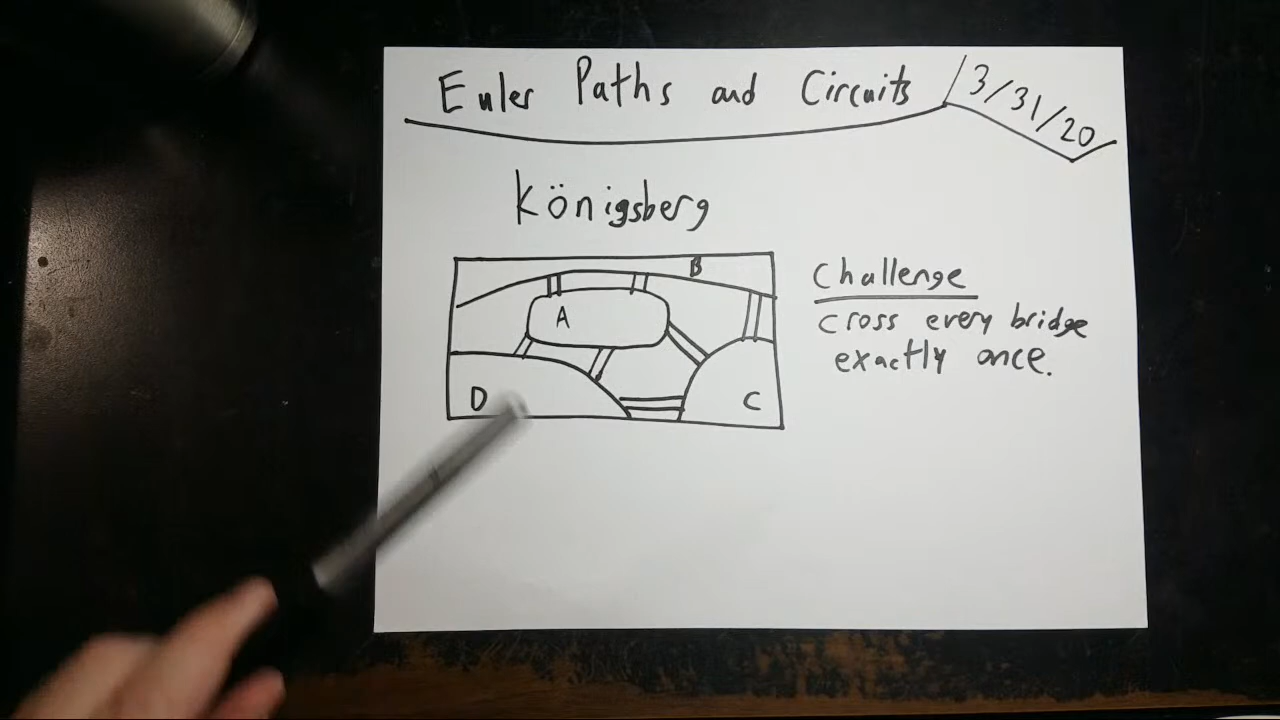 Euler Paths and Circuits 3/31/20
Königsberg
B
A
D
C
Challenge
cross every bridge
exactly once.